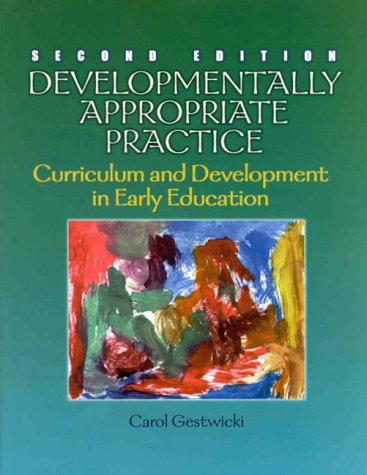 SECOND EDITION
DEVELOPMENTALLY
APPROPRIATE
PRACTICE
Curriculum and Development
in Early Education
Carol Gestwicki